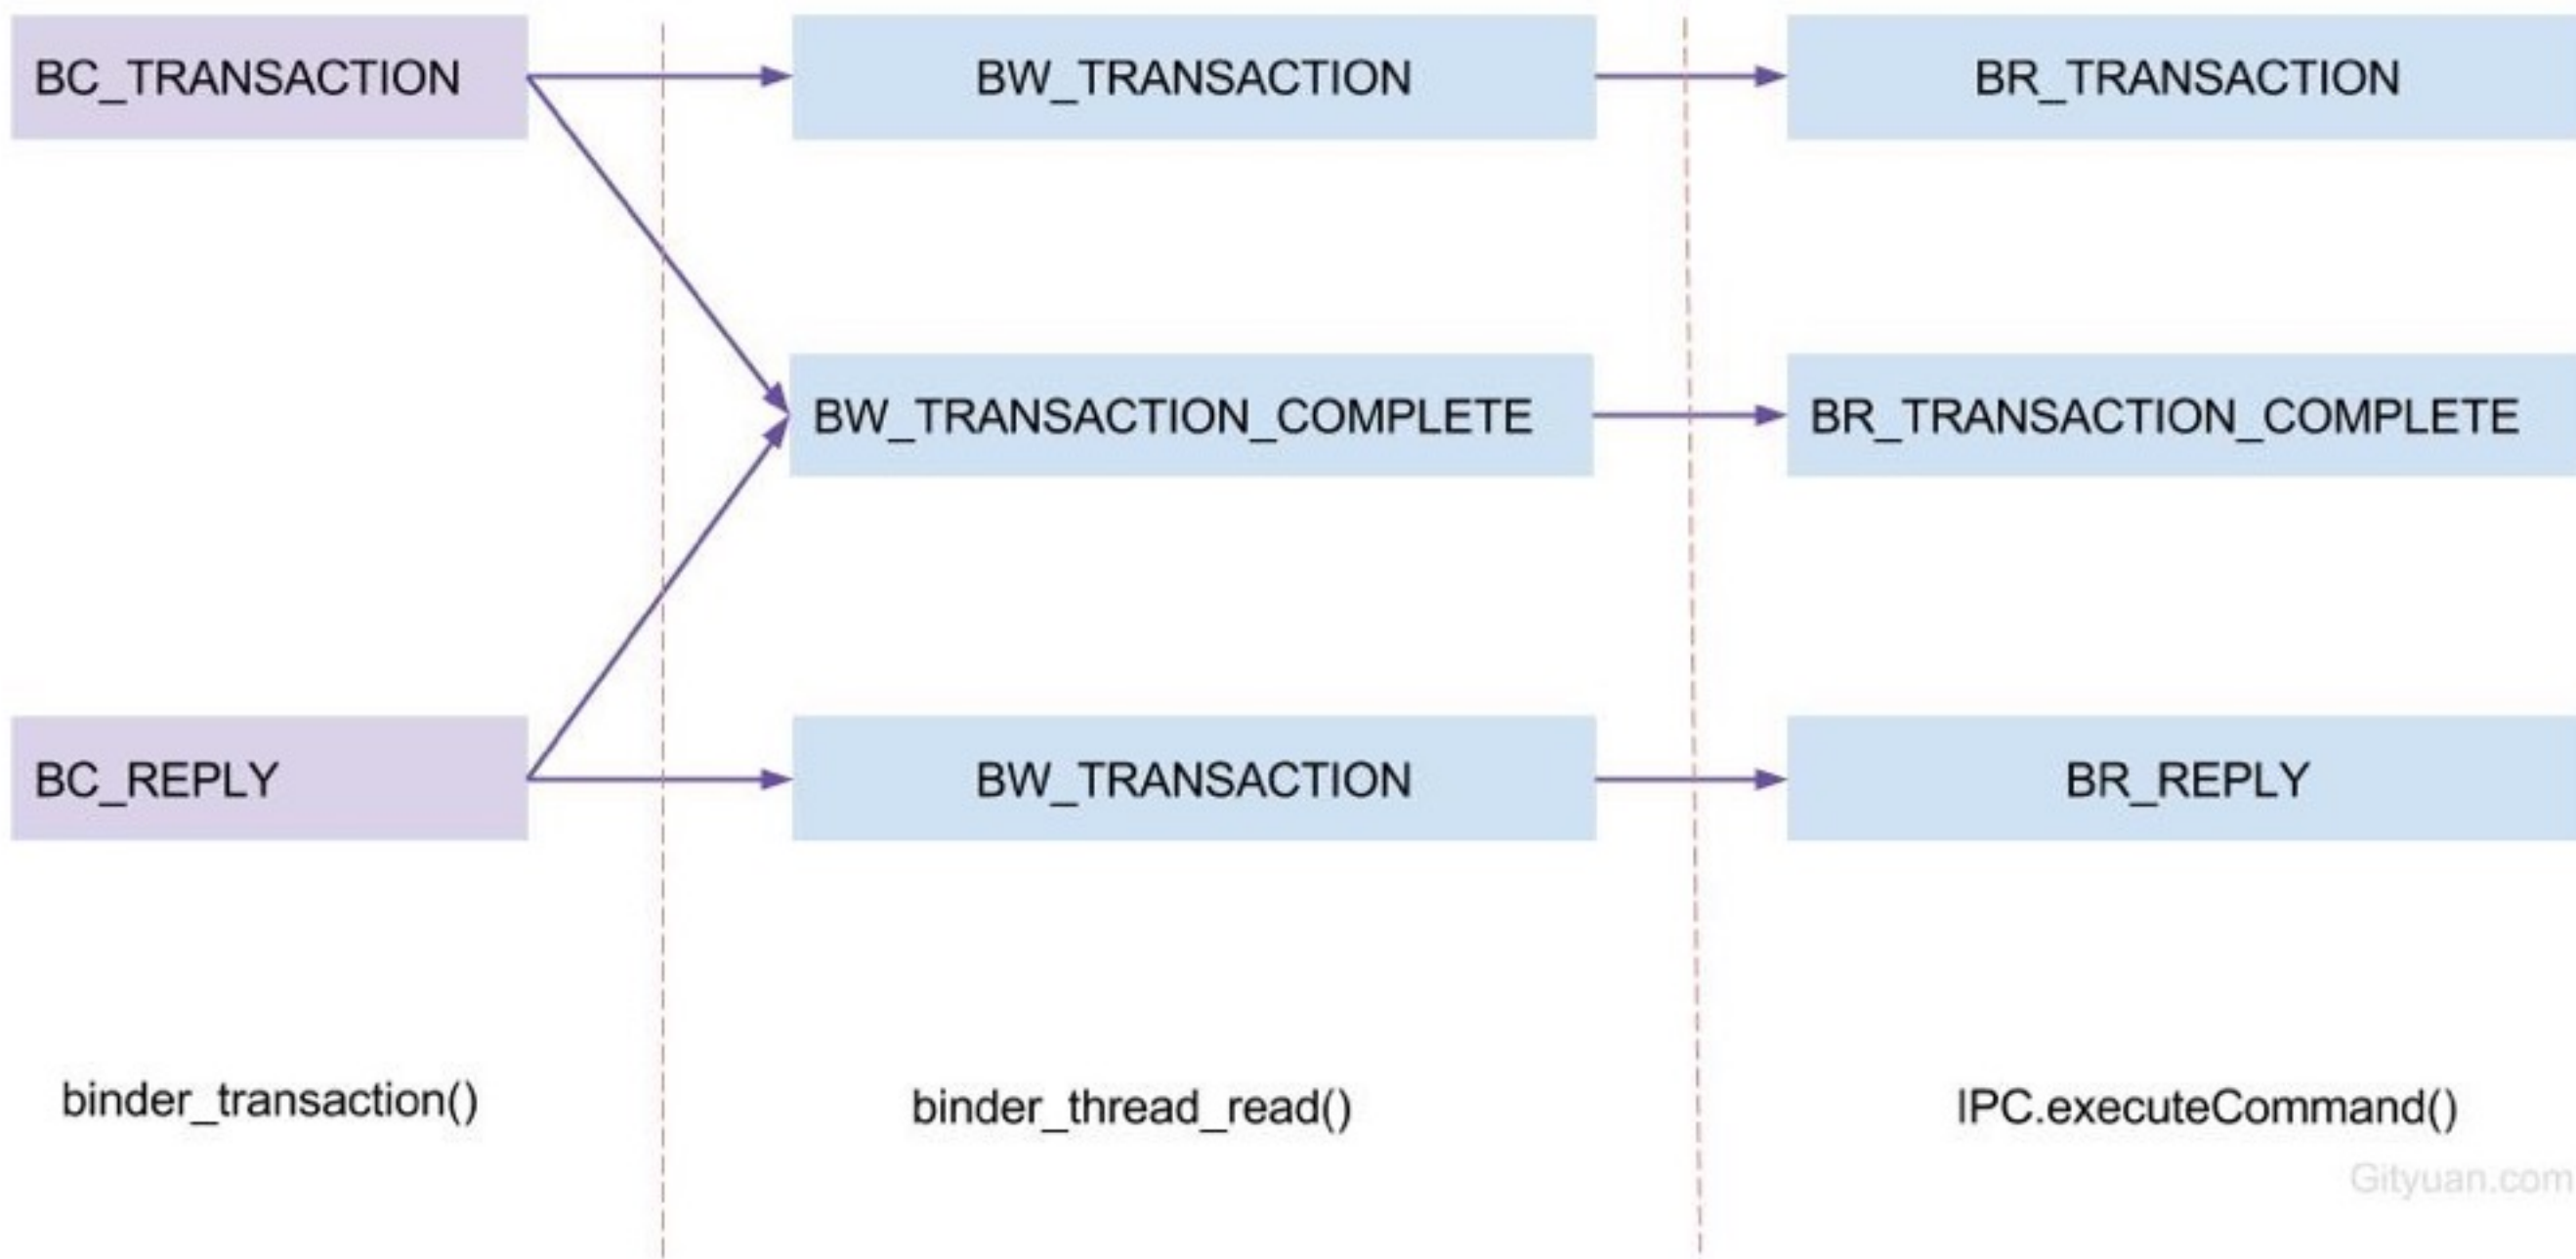 BC_TRANSACTION
BW_TRANSACTION
BR_TRANSACTION
BW_TRANSACTION_COMPLETE
BR_TRANSACTION_COMPLETE
BC_REPLY
BW_TRANSACTION
BR_REPLY
binder_transaction()
binder_thread_read()
IPC.executeCommand()
Gityuan.com